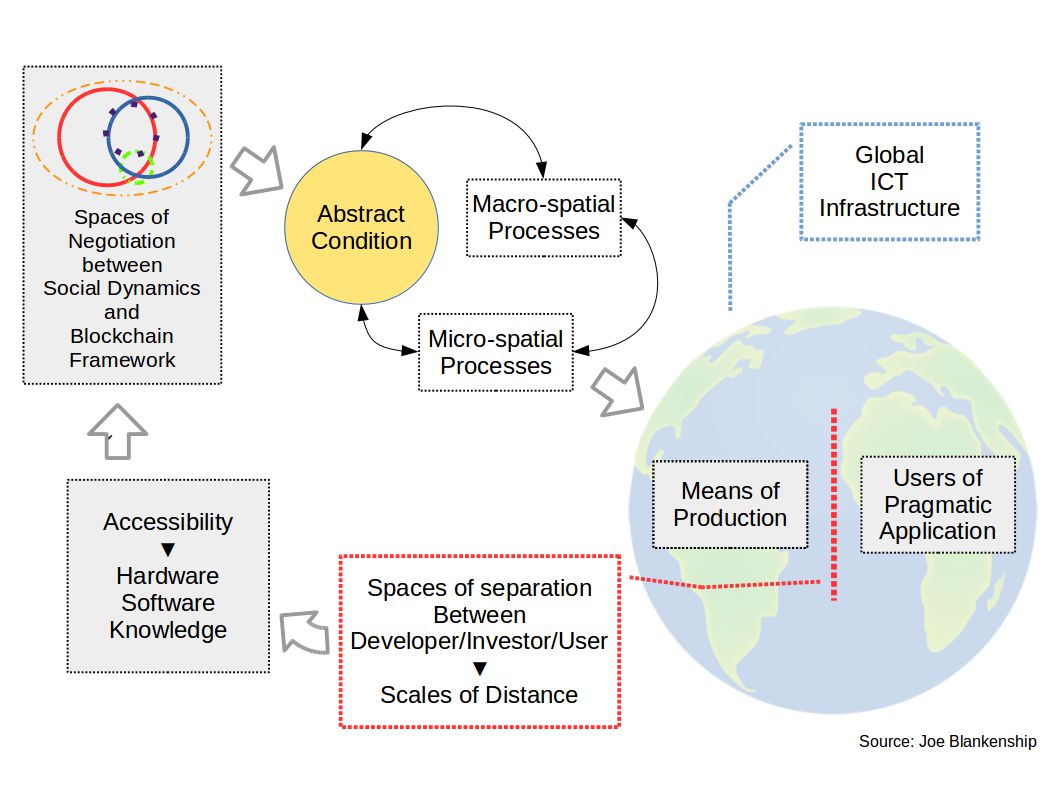 Spaces of
Negotiation
between
Social Dynamics
and
Blockchain
Framework
Abstract
Condition
Macro-spatial
Processes
Micro-spatial
Processes
Global
ICT
Infrastructure
Means of
Production
Users of
Pragmatic
Application
Spaces of separation
Between
Developer/Investor/User
▼
Scales of Distance
Accessibility
▼
Hardware
Software
Knowledge
Source: Joe Blankenship